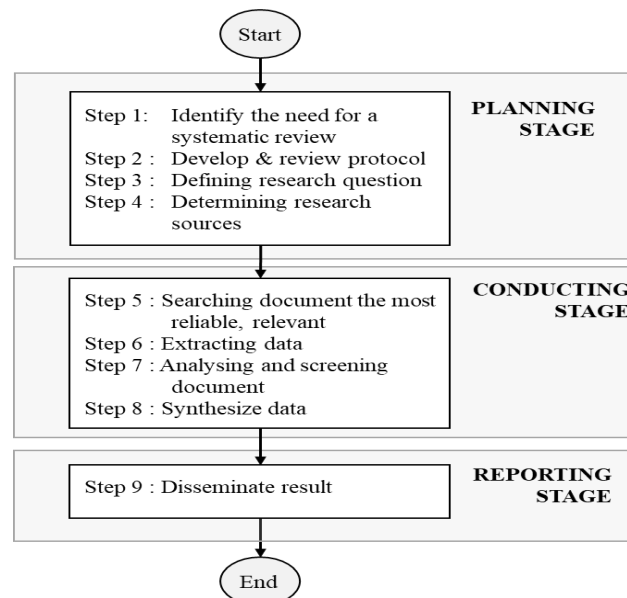 Start
PLANNING
STAGE
Step 1: Identify the need for a
systematic review
Step 2 : Develop & review protocol
Step 3 : Defining research question
Step 4 : Determining research
sources
CONDUCTING
STAGE
Step 5 : Searching document the most
reliable, relevant
Step 6 : Extracting data
Step 7 : Analysing and screening
document
Step 8 : Synthesize data
REPORTING
STAGE
Step 9 : Disseminate result
End